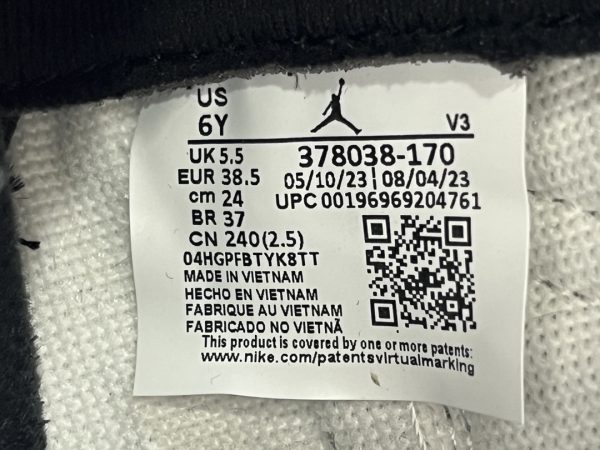 US
6Y V3
UK 5.5 378038-170
EUR 38.5 05/10/23 | 08/04/23
cm 24 UPC 00196969204761
BR 37
CN 240(2.5)
04HGPFBTYK8TT
MADE IN VIETNAM
HECHO EN VIETNAM
FABRIQUE AU VIETNAM
FABRICADO NO VIETNÃ
This product is covered by one or more patents:
www.nike.com/patentsvirtualmarking